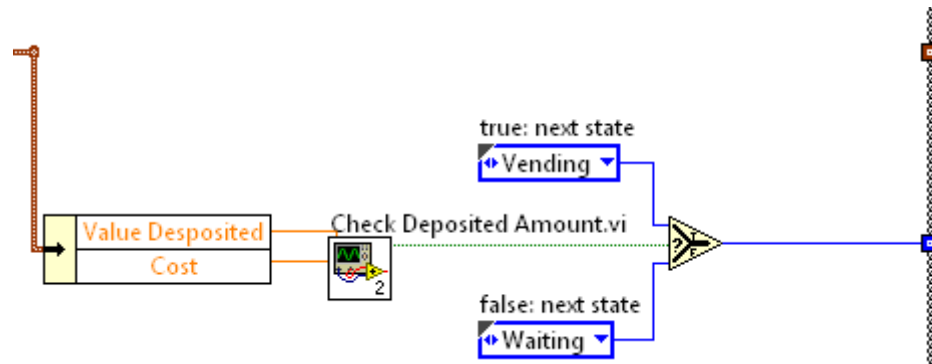 true: next state
Vending
Check Deposited Amount.vi
Value Desposited
Cost
2
?
T
F
false: next state
Waiting